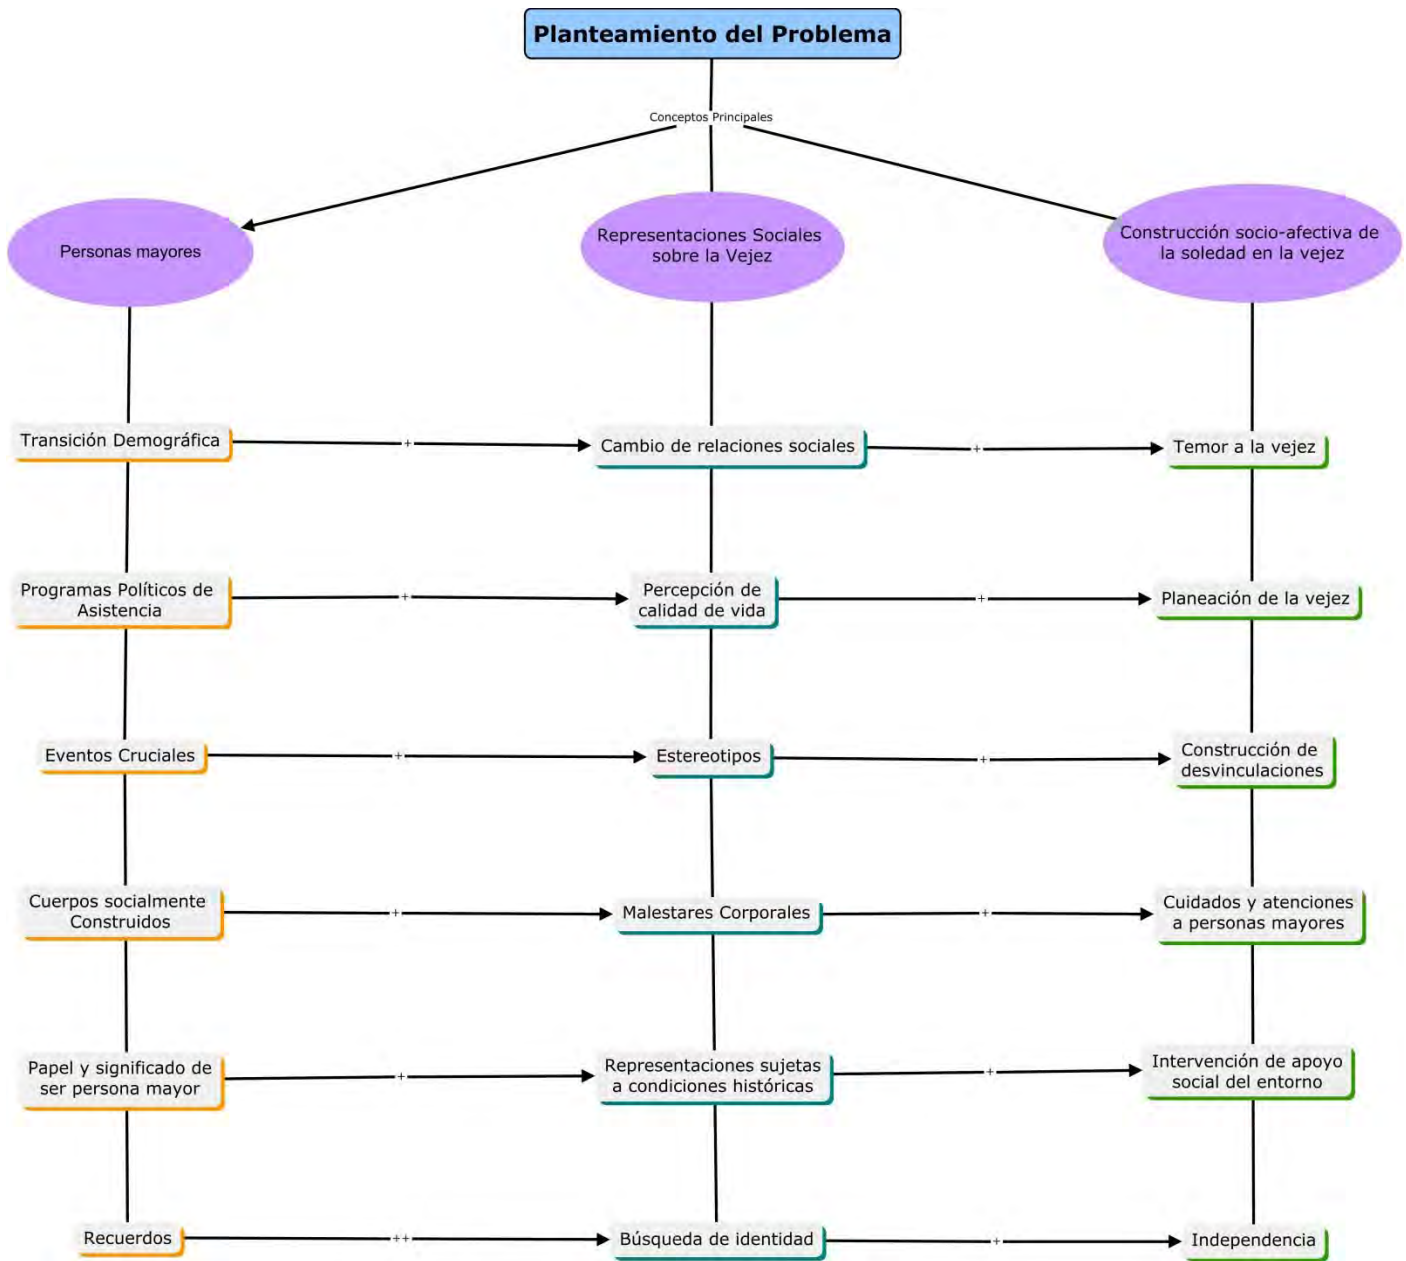 Planteamiento del Problema
Conceptos Principales
Personas mayores
Representaciones Sociales
sobre la Vejez
Construcción socio-afectiva de
la soledad en la vejez
Transición Demográfica
+
Cambio de relaciones sociales
+
Temor a la vejez
Programas Políticos de
Asistencia
+
Percepción de
calidad de vida
+
Planeación de la vejez
Eventos Cruciales
+
Estereotipos
+
Construcción de
desvinculaciones
Cuerpos socialmente
Construidos
+
Malestares Corporales
+
Cuidados y atenciones
a personas mayores
Papel y significado de
ser persona mayor
+
Representaciones sujetas
a condiciones históricas
+
Intervención de apoyo
social del entorno
Recuerdos
++
Búsqueda de identidad
+
Independencia